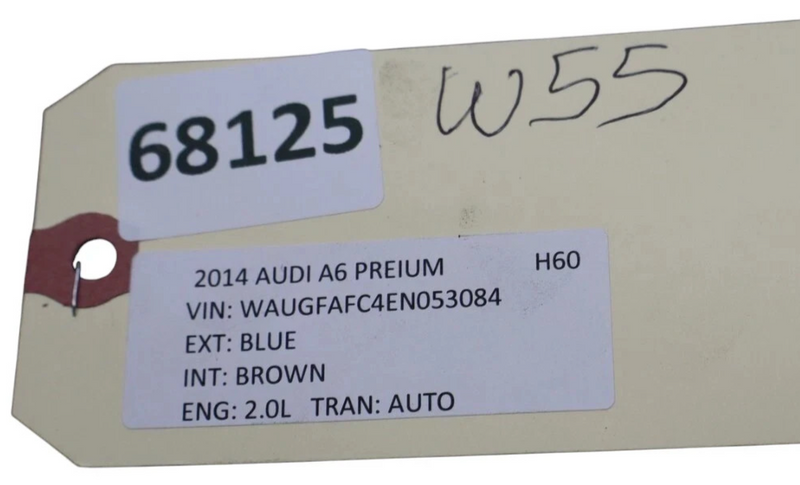 68125
W55
2014 AUDI A6 PREIUM H60
VIN: WAUGFAFC4EN053084
EXT: BLUE
INT: BROWN
ENG: 2.0L TRAN: AUTO